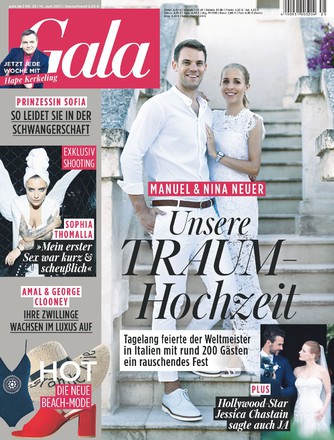 Gala
JETZT JEDE
WOCHE MIT
Hape Kerkeling
PRINZESSIN SOFIA
SO LEIDET SIE IN DER
SCHWANGERSCHAFT
EXKLUSIV
SHOOTING
SOPHIA
THOMALLA
»Mein erster
Sex war kurz &
scheußlich«
AMAL & GEORGE
CLOONEY
IHRE ZWILLINGE
WACHSEN IM LUXUS AUF
HOT
DIE NEUE
BEACH-MODE
MANUEL & NINA NEUER
Unsere
TRAUM-
Hochzeit
Tagelang feierte der Weltmeister
in Italien mit rund 200 Gästen
ein rauschendes Fest
PLUS
Hollywood-Star
Jessica Chastain
sagte auch JA